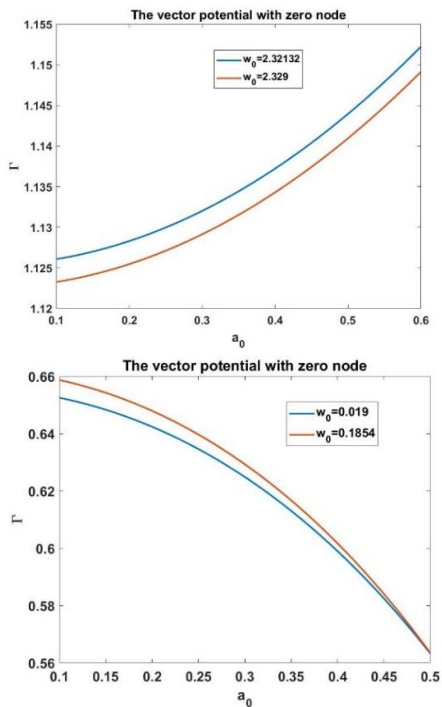 The vector potential with zero node
1.155
1.15
1.145
1.14
1.135
1.13
1.125
1.12
Γ
w0=2.32132
w0=2.329
0.1 0.2 0.3 0.4 0.5 0.6
a0
The vector potential with zero node
0.66
0.64
0.62
0.6
0.58
0.56
Γ
w0=0.019
w0=0.1854
0.1 0.15 0.2 0.25 0.3 0.35 0.4 0.45 0.5
a0